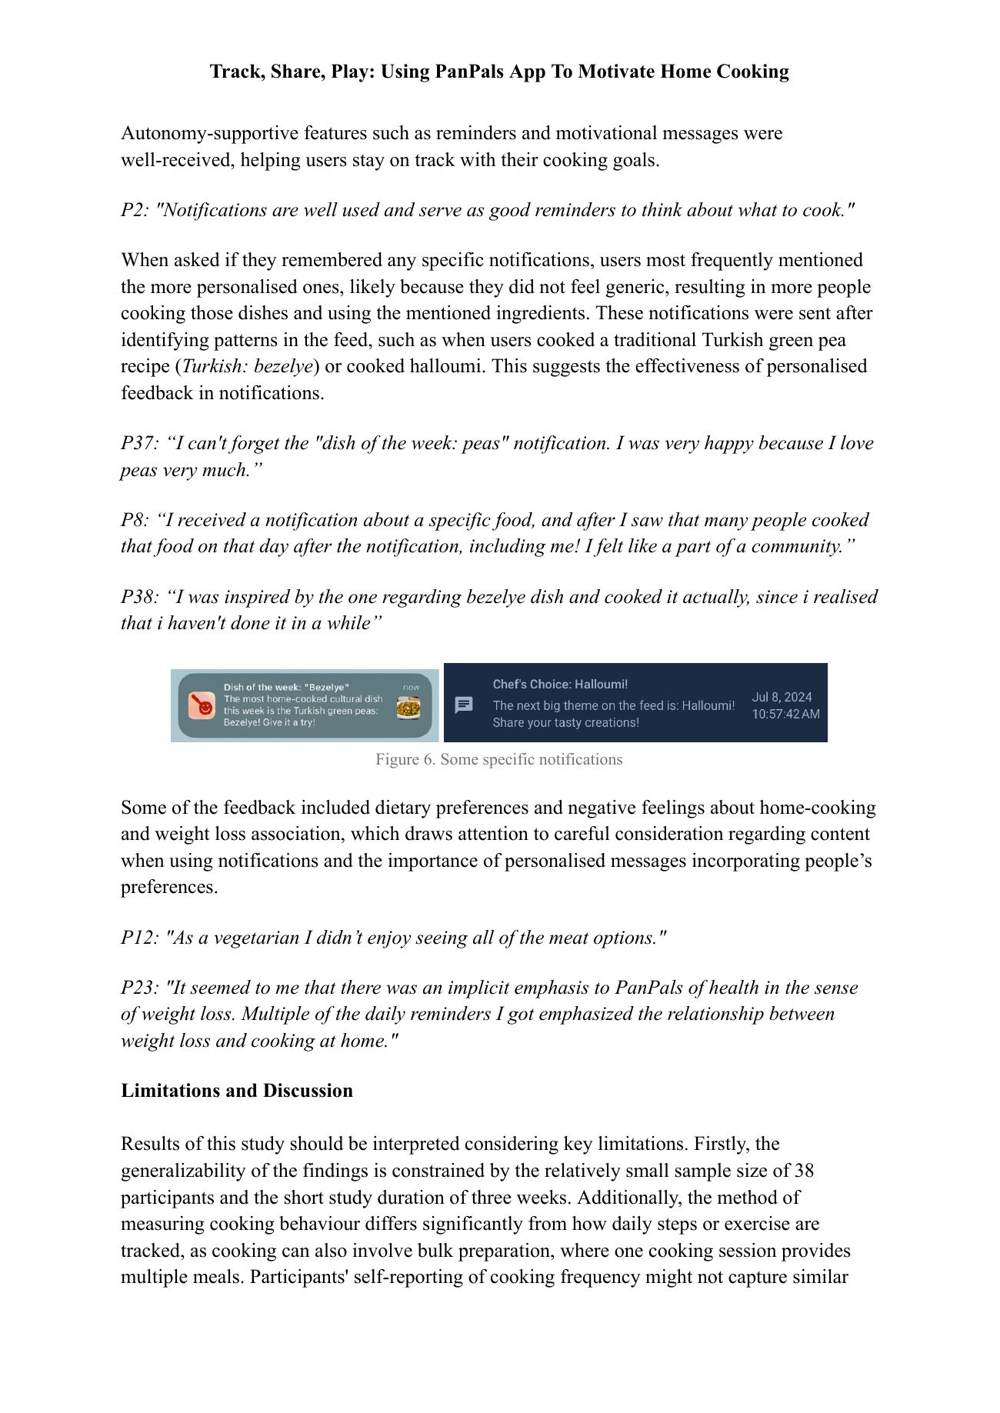 Track, Share, Play: Using PanPals App To Motivate Home Cooking
Autonomy-supportive features such as reminders and motivational messages were
well-received, helping users stay on track with their cooking goals.
P2: "Notifications are well used and serve as good reminders to think about what to cook."
When asked if they remembered any specific notifications, users most frequently mentioned
the more personalised ones, likely because they did not feel generic, resulting in more people
cooking those dishes and using the mentioned ingredients. These notifications were sent after
identifying patterns in the feed, such as when users cooked a traditional Turkish green pea
recipe (Turkish: bezelye) or cooked halloumi. This suggests the effectiveness of personalised
feedback in notifications.
P37: “I can't forget the "dish of the week: peas" notification. I was very happy because I love
peas very much.”
P8: “I received a notification about a specific food, and after I saw that many people cooked
that food on that day after the notification, including me! I felt like a part of a community.”
P38: “I was inspired by the one regarding bezelye dish and cooked it actually, since i realised
that i haven't done it in a while”
Dish of the week: "Bezelye"
now
The most home-cooked cultural dish
this week is the Turkish green peas:
Bezelye! Give it a try!
Chef's Choice: Halloumi!
The next big theme on the feed is: Halloumi!
Share your tasty creations!
Jul 8, 2024
10:57:42 AM
Figure 6. Some specific notifications
Some of the feedback included dietary preferences and negative feelings about home-cooking
and weight loss association, which draws attention to careful consideration regarding content
when using notifications and the importance of personalised messages incorporating people’s
preferences.
P12: "As a vegetarian I didn’t enjoy seeing all of the meat options."
P23: "It seemed to me that there was an implicit emphasis to PanPals of health in the sense
of weight loss. Multiple of the daily reminders I got emphasized the relationship between
weight loss and cooking at home."
Limitations and Discussion
Results of this study should be interpreted considering key limitations. Firstly, the
generalizability of the findings is constrained by the relatively small sample size of 38
participants and the short study duration of three weeks. Additionally, the method of
measuring cooking behaviour differs significantly from how daily steps or exercise are
tracked, as cooking can also involve bulk preparation, where one cooking session provides
multiple meals. Participants' self-reporting of cooking frequency might not capture similar